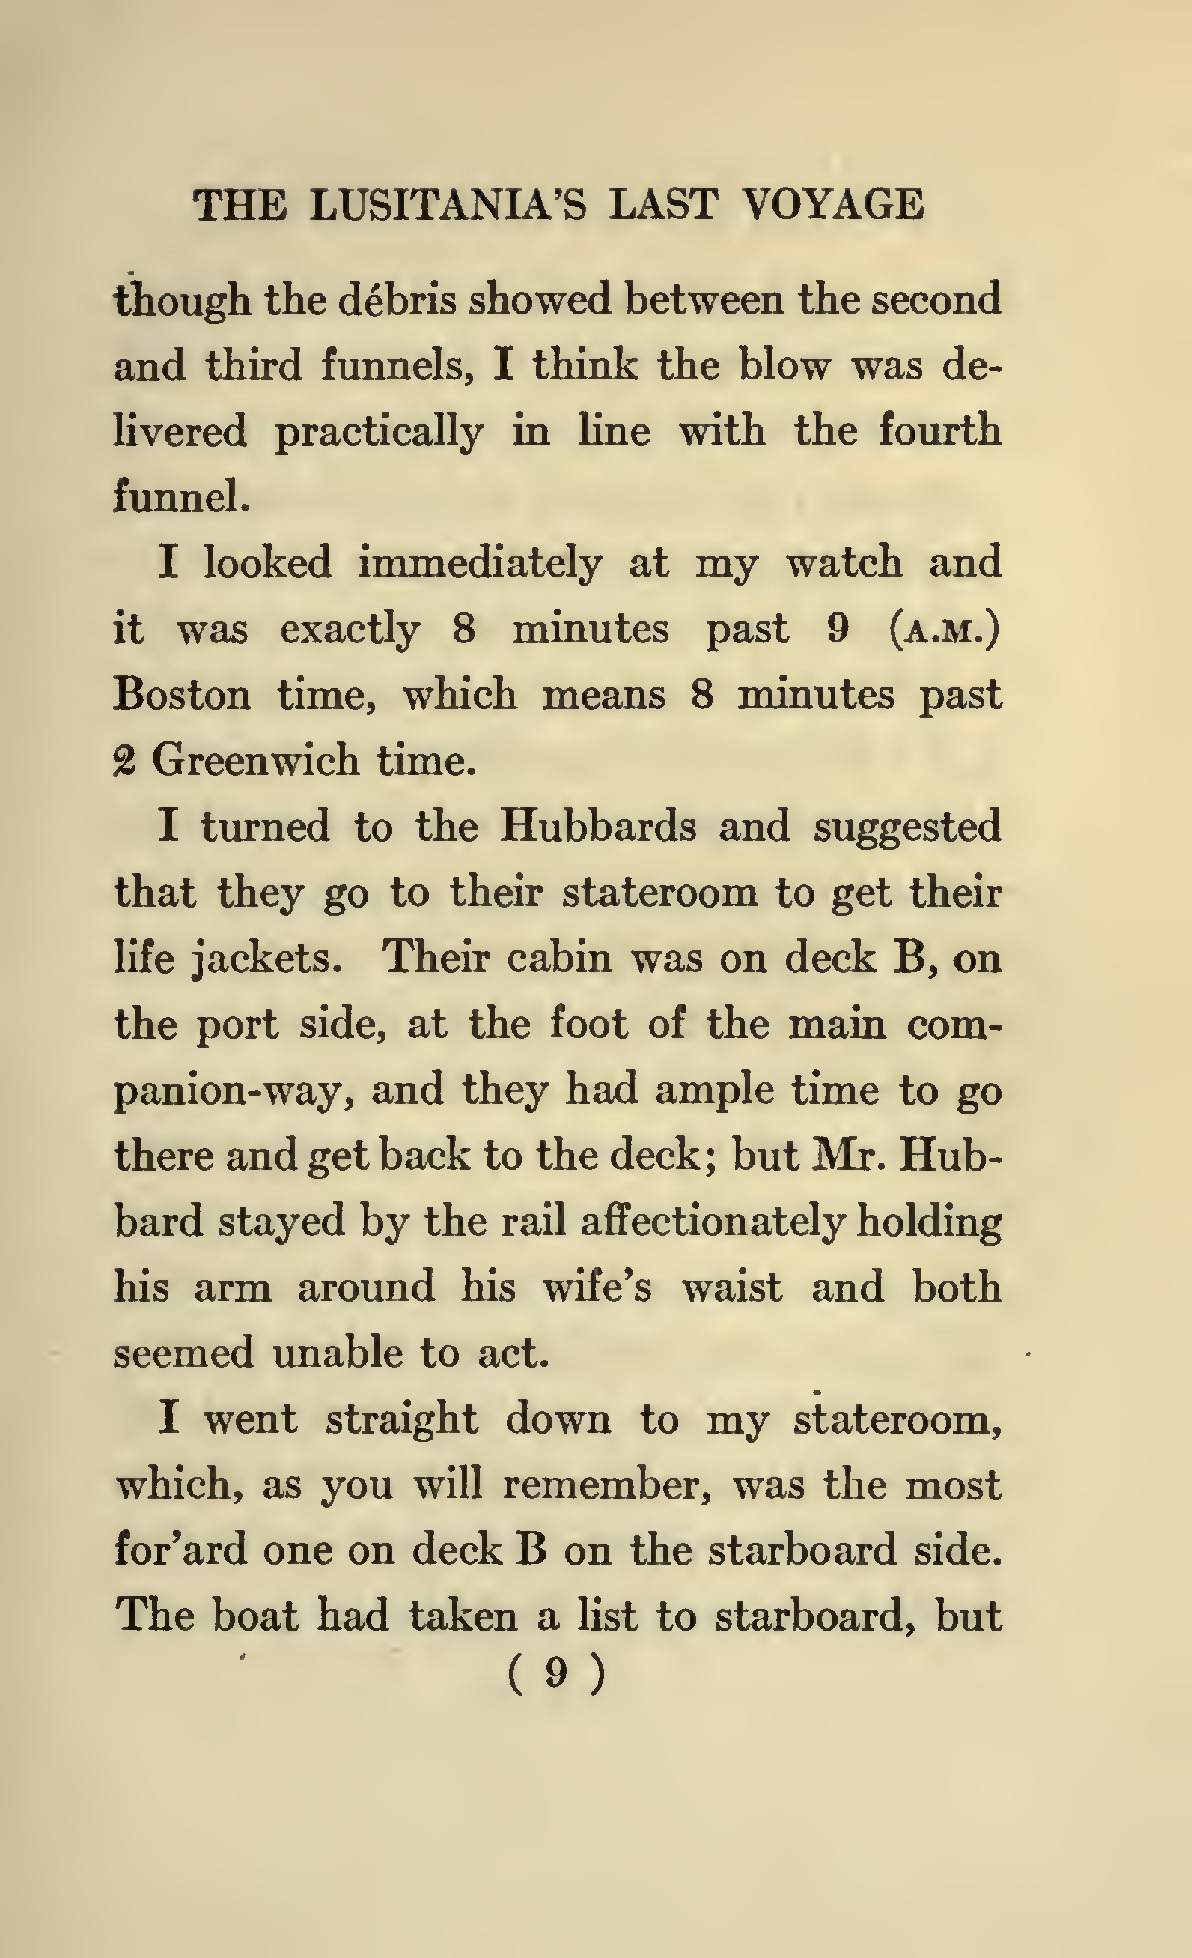 THE LUSITANIA'S LAST VOYAGE
though the débris showed between the second
and third funnels, I think the blow was de-
livered practically in line with the fourth
funnel.
I looked immediately at my watch and
it was exactly 8 minutes past 9 (A.M.)
Boston time, which means 8 minutes past
2 Greenwich time.
I turned to the Hubbards and suggested
that they go to their stateroom to get their
life jackets. Their cabin was on deck B, on
the port side, at the foot of the main com-
panion-way, and they had ample time to go
there and get back to the deck; but Mr. Hub-
bard stayed by the rail affectionately holding
his arm around his wife's waist and both
seemed unable to act.
I went straight down to my stateroom,
which, as you will remember, was the most
for'ard one on deck B on the starboard side.
The boat had taken a list to starboard, but
( 9 )